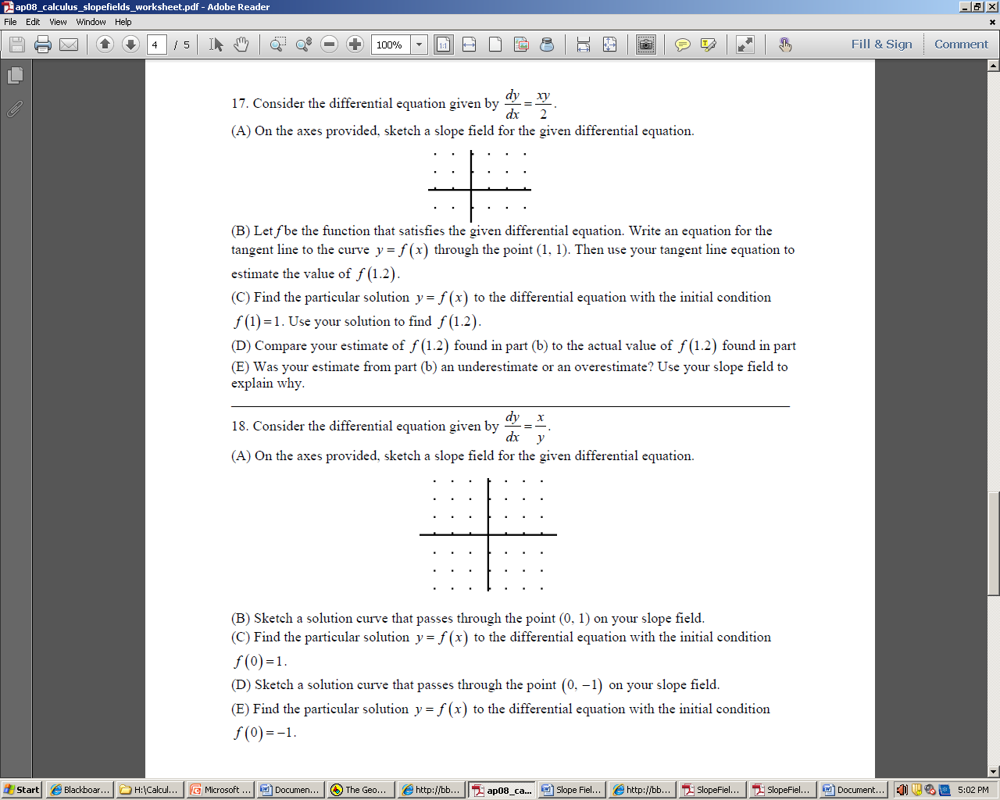 ap08_calculus_slopefields_worksheet.pdf - Adobe Reader
File Edit View Window Help
4 / 5 100% Fill & Sign Comment
17. Consider the differential equation given by dy/dx = xy/2.
(A) On the axes provided, sketch a slope field for the given differential equation.
(B) Let f be the function that satisfies the given differential equation. Write an equation for the
tangent line to the curve y = f(x) through the point (1, 1). Then use your tangent line equation to
estimate the value of f(1.2).
(C) Find the particular solution y = f(x) to the differential equation with the initial condition
f(1) = 1. Use your solution to find f(1.2).
(D) Compare your estimate of f(1.2) found in part (b) to the actual value of f(1.2) found in part
(E) Was your estimate from part (b) an underestimate or an overestimate? Use your slope field to
explain why.
18. Consider the differential equation given by dy/dx = x/y.
(A) On the axes provided, sketch a slope field for the given differential equation.
(B) Sketch a solution curve that passes through the point (0, 1) on your slope field.
(C) Find the particular solution y = f(x) to the differential equation with the initial condition
f(0) = 1.
(D) Sketch a solution curve that passes through the point (0, −1) on your slope field.
(E) Find the particular solution y = f(x) to the differential equation with the initial condition
f(0) = −1.
Start Blackboar... H:\Calcul... Microsoft ... Documen... The Geo... http://bb... ap08_ca... Slope Fiel... http://bb... SlopeFiel... SlopeFiel... Document... 5:02 PM